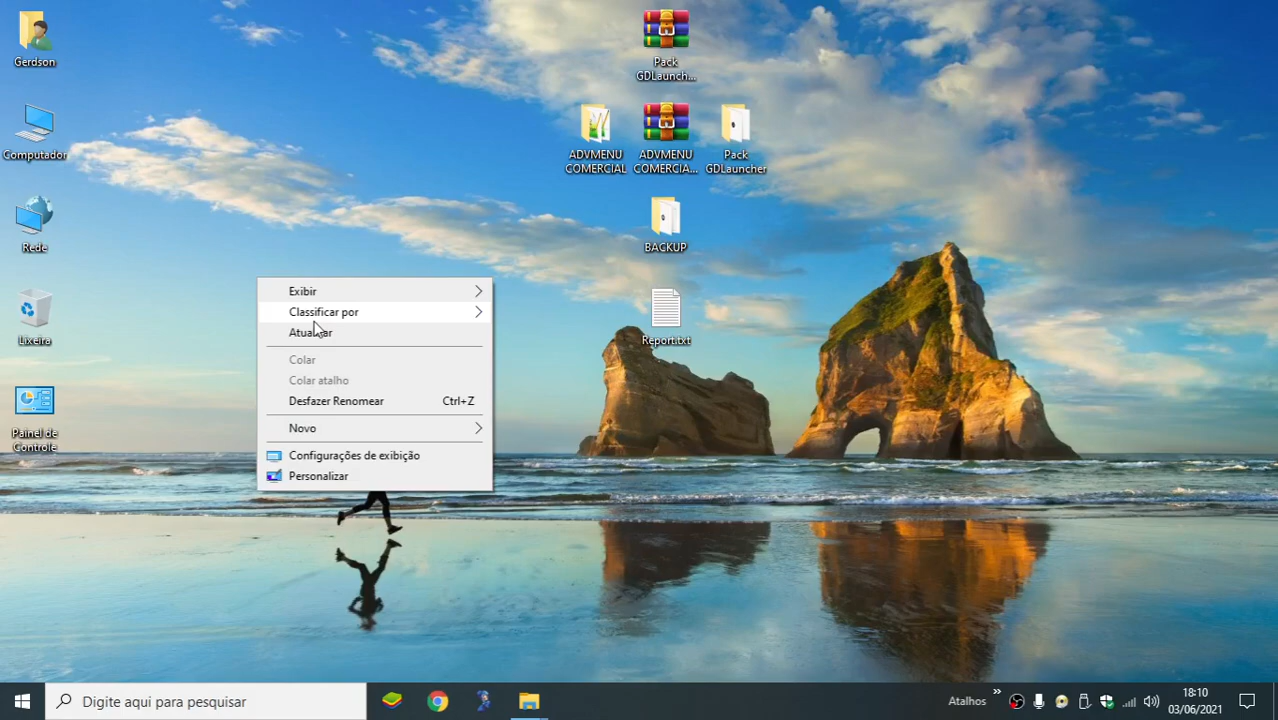 Gerdson
Computador
Rede
Lixeira
Painel de
Controle
Pack
GDLaunch...
ADVMENU
COMERCIAL
ADVMENU
COMERCIA...
Pack
GDLauncher
BACKUP
Report.txt
Exibir
Classificar por
Atualizar
Colar
Colar atalho
Desfazer Renomear Ctrl+Z
Novo
Configurações de exibição
Personalizar
Digite aqui para pesquisar
Atalhos
18:10
03/06/2021